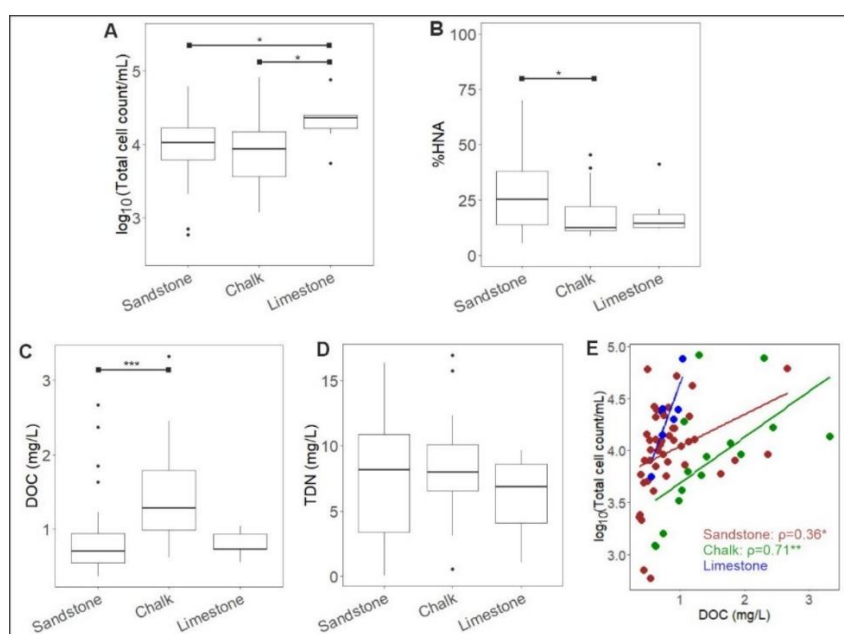 A
log10(Total cell count/mL)
5
4
3
*
*
Sandstone
Chalk
Limestone
B
%HNA
100
75
50
25
0
*
Sandstone
Chalk
Limestone
C
DOC (mg/L)
3
2
1
***
Sandstone
Chalk
Limestone
D
TDN (mg/L)
15
10
5
0
Sandstone
Chalk
Limestone
E
log10(Total cell count/mL)
5.0
4.5
4.0
3.5
3.0
Sandstone: ρ=0.36*
Chalk: ρ=0.71**
Limestone
1
2
3
DOC (mg/L)